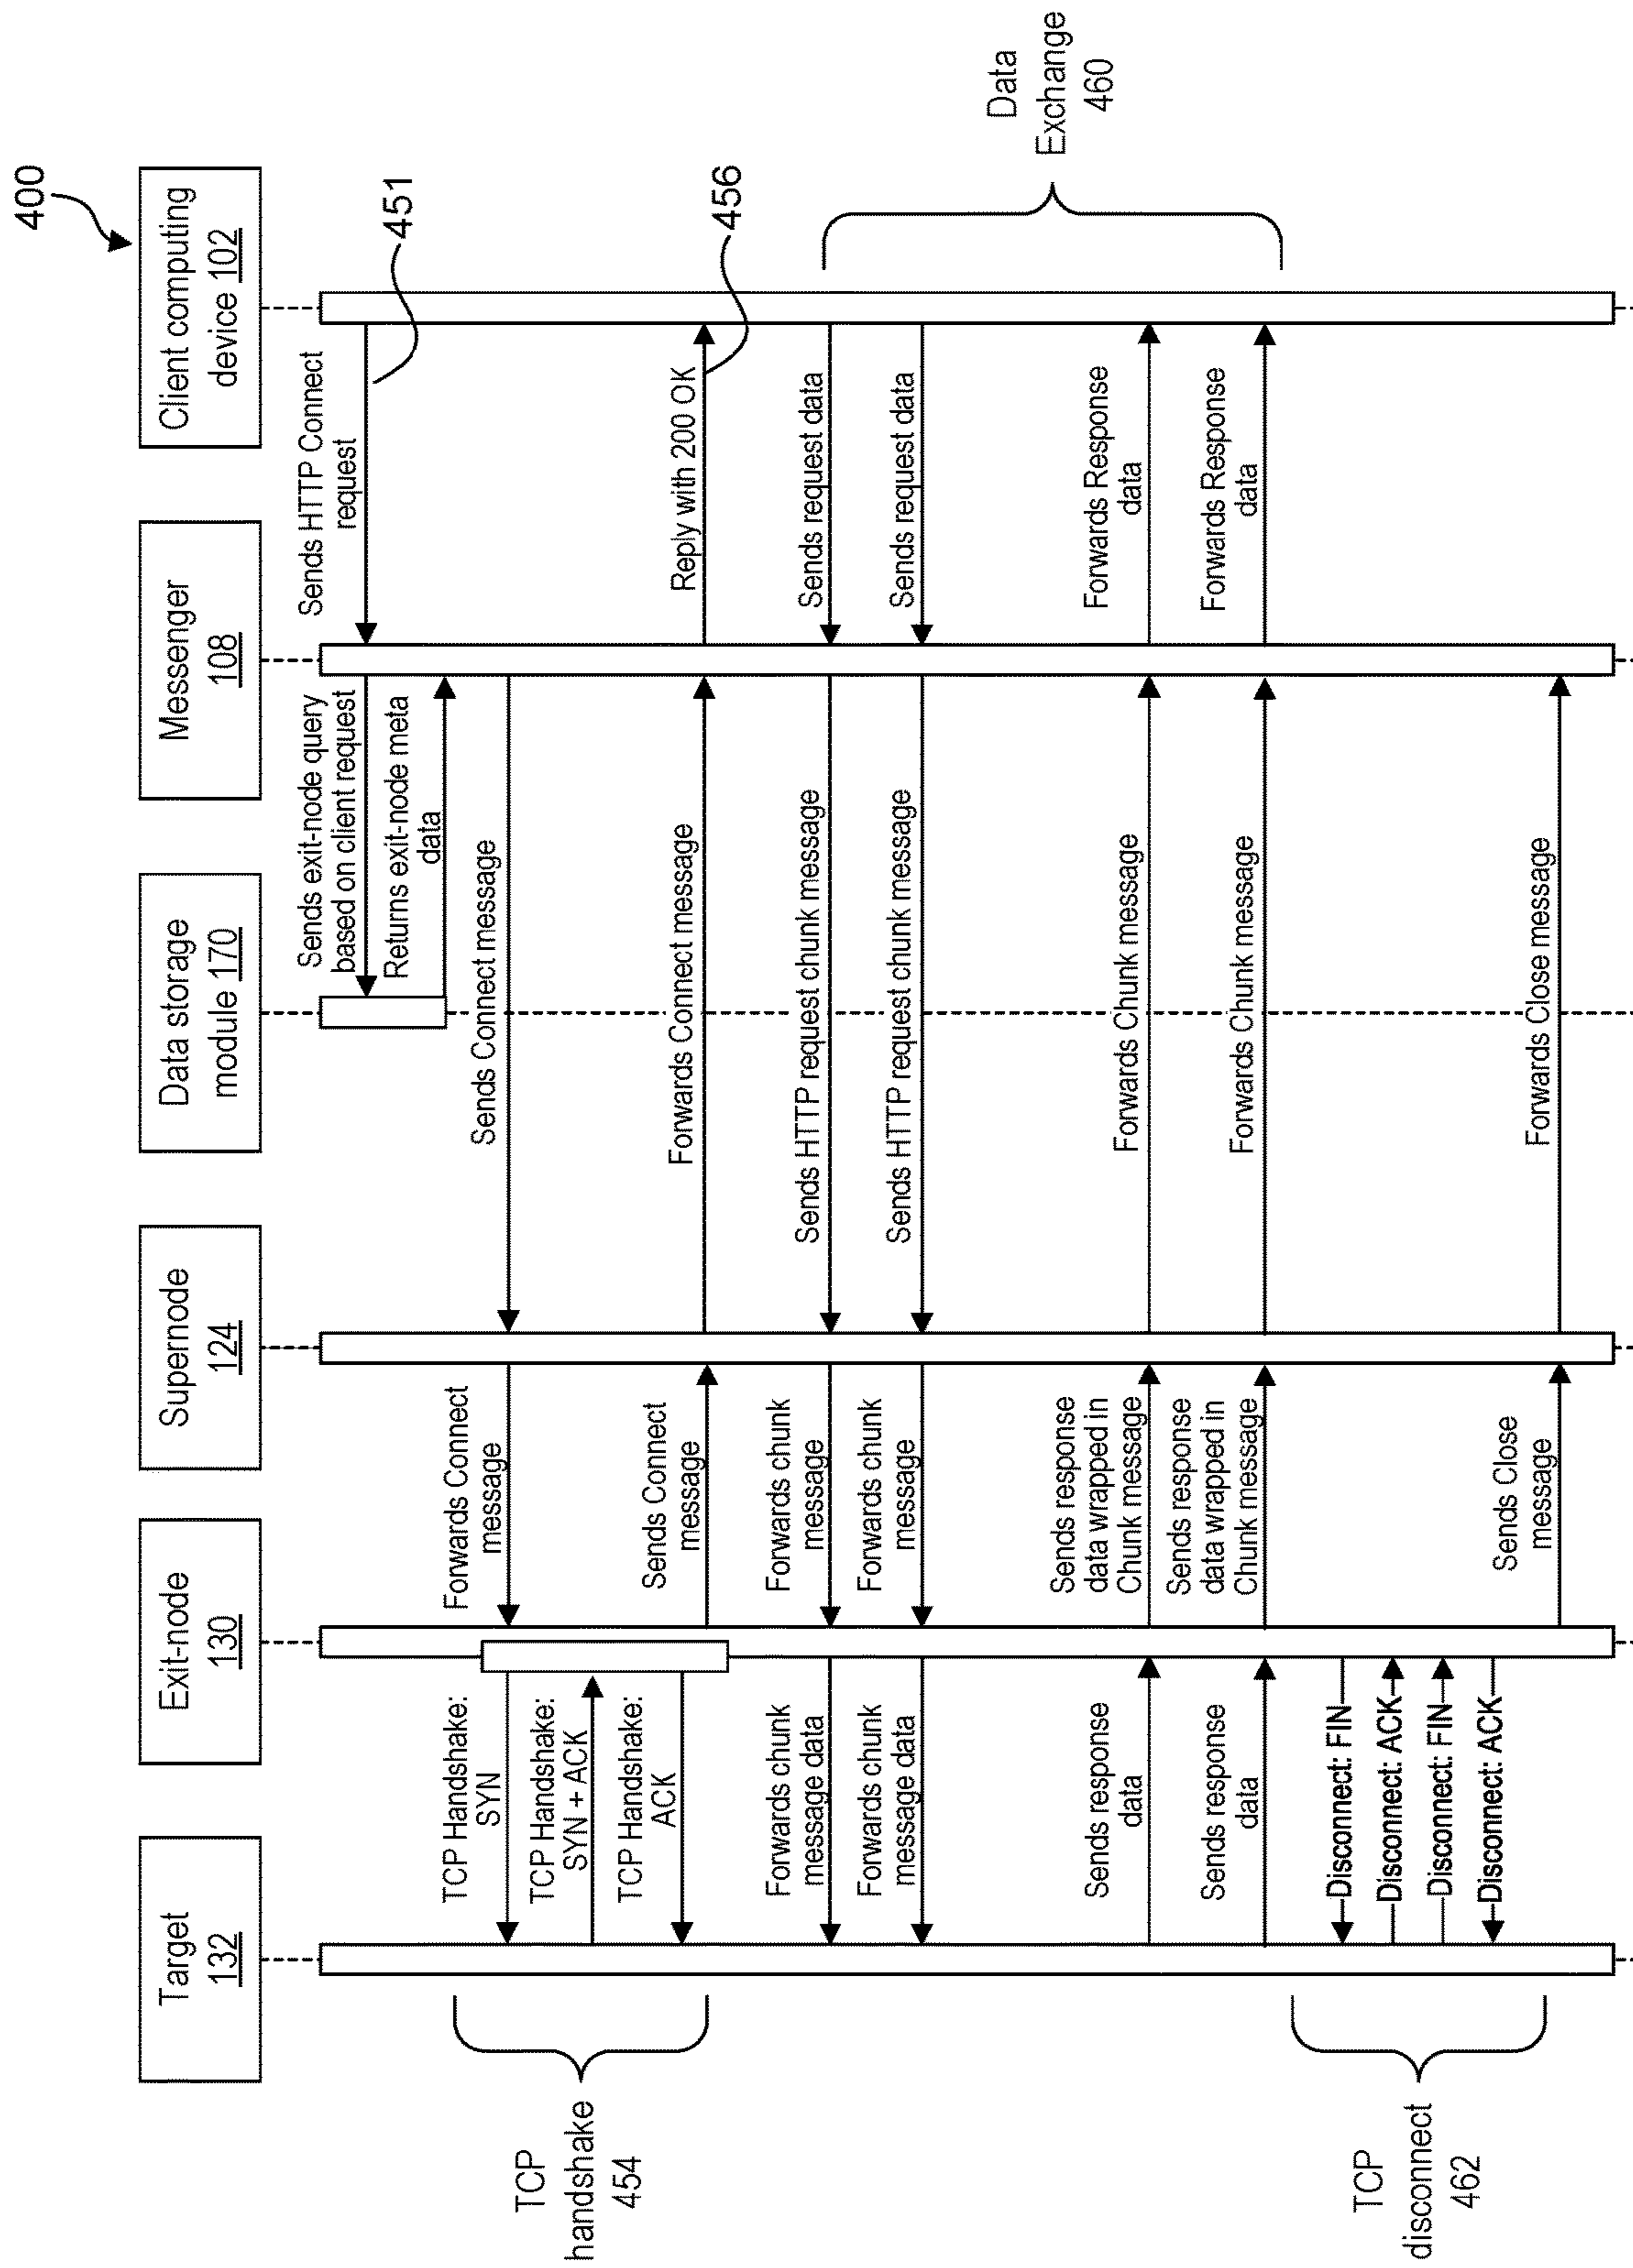 400
Target
132
Exit-node
130
Supernode
124
Data storage
module 170
Messenger
108
Client computing
device 102
Sends HTTP Connect
request
451
Sends exit-node query
based on client request
Returns exit-node meta
data
Sends Connect message
Forwards Connect
message
TCP Handshake:
SYN
TCP Handshake:
SYN + ACK
TCP Handshake:
ACK
TCP
handshake
454
Sends Connect
message
Forwards Connect message
Reply with 200 OK
456
Sends request data
Sends HTTP request chunk message
Forwards chunk
message
Forwards chunk
message data
Sends request data
Sends HTTP request chunk message
Forwards chunk
message
Forwards chunk
message data
Data
Exchange
460
Sends response
data
Sends response
data wrapped in
Chunk message
Forwards Chunk message
Forwards Response
data
Sends response
data
Sends response
data wrapped in
Chunk message
Forwards Chunk message
Forwards Response
data
Disconnect: FIN
Disconnect: ACK
Disconnect: FIN
Disconnect: ACK
TCP
disconnect
462
Sends Close
message
Forwards Close message